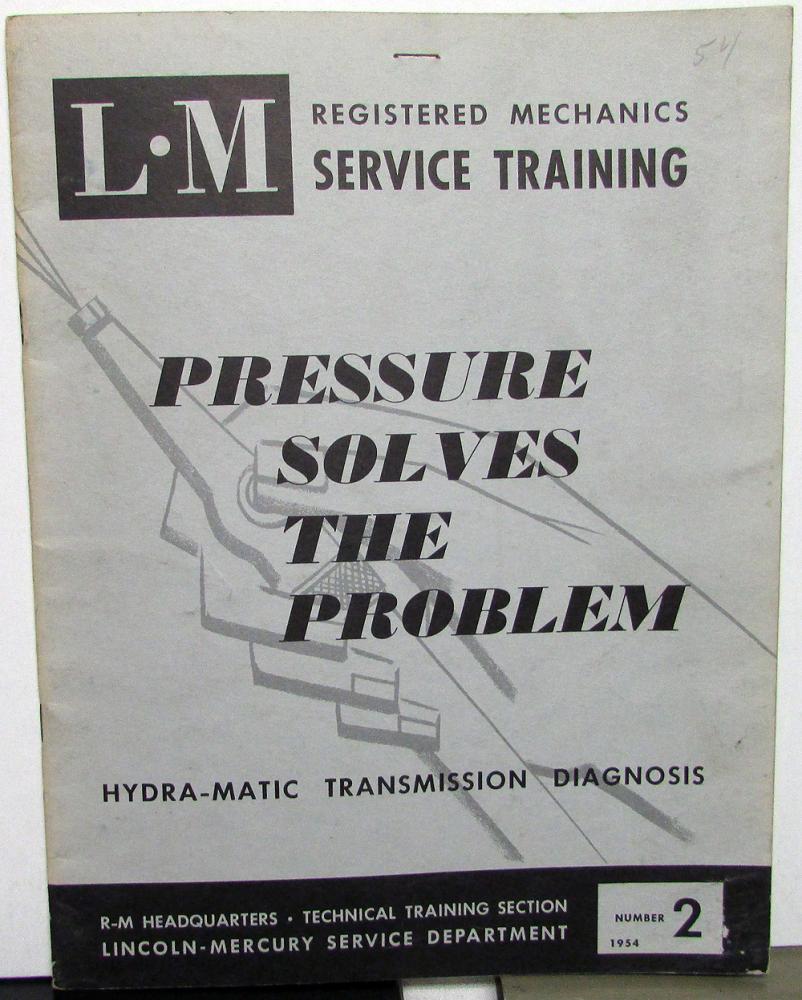 54
L·M
REGISTERED MECHANICS
SERVICE TRAINING
PRESSURE
SOLVES
THE
PROBLEM
HYDRA-MATIC TRANSMISSION DIAGNOSIS
R-M HEADQUARTERS · TECHNICAL TRAINING SECTION
LINCOLN-MERCURY SERVICE DEPARTMENT
NUMBER 2
1954